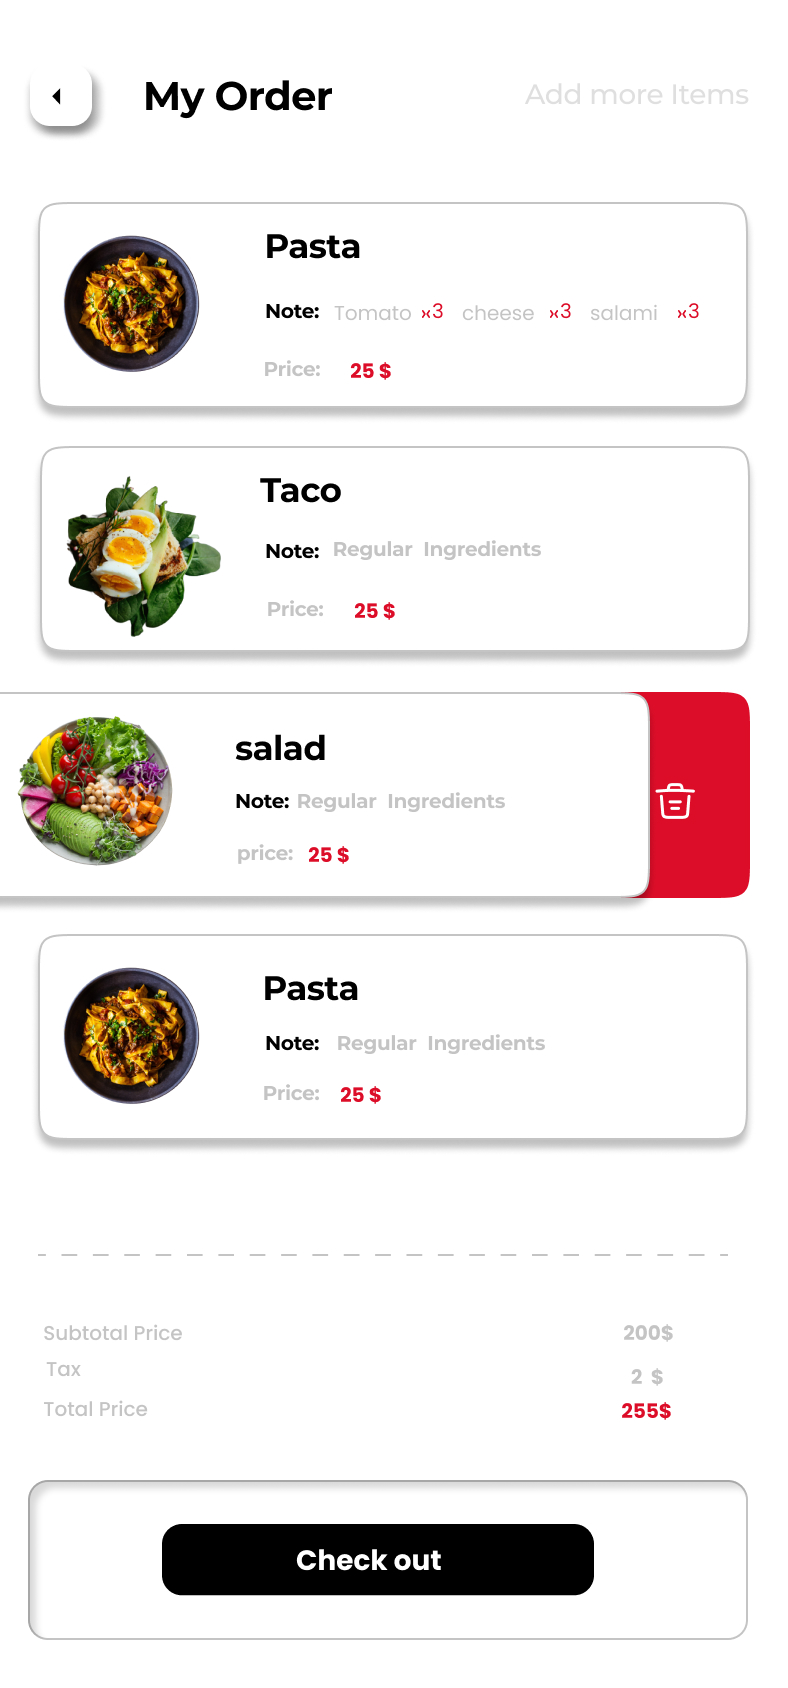 My Order Add more Items
Pasta
Note: Tomato x3 cheese x3 salami x3
Price: 25 $
Taco
Note: Regular Ingredients
Price: 25 $
salad
Note: Regular Ingredients
price: 25 $
Pasta
Note: Regular Ingredients
Price: 25 $
Subtotal Price 200$
Tax 2 $
Total Price 255$
Check out